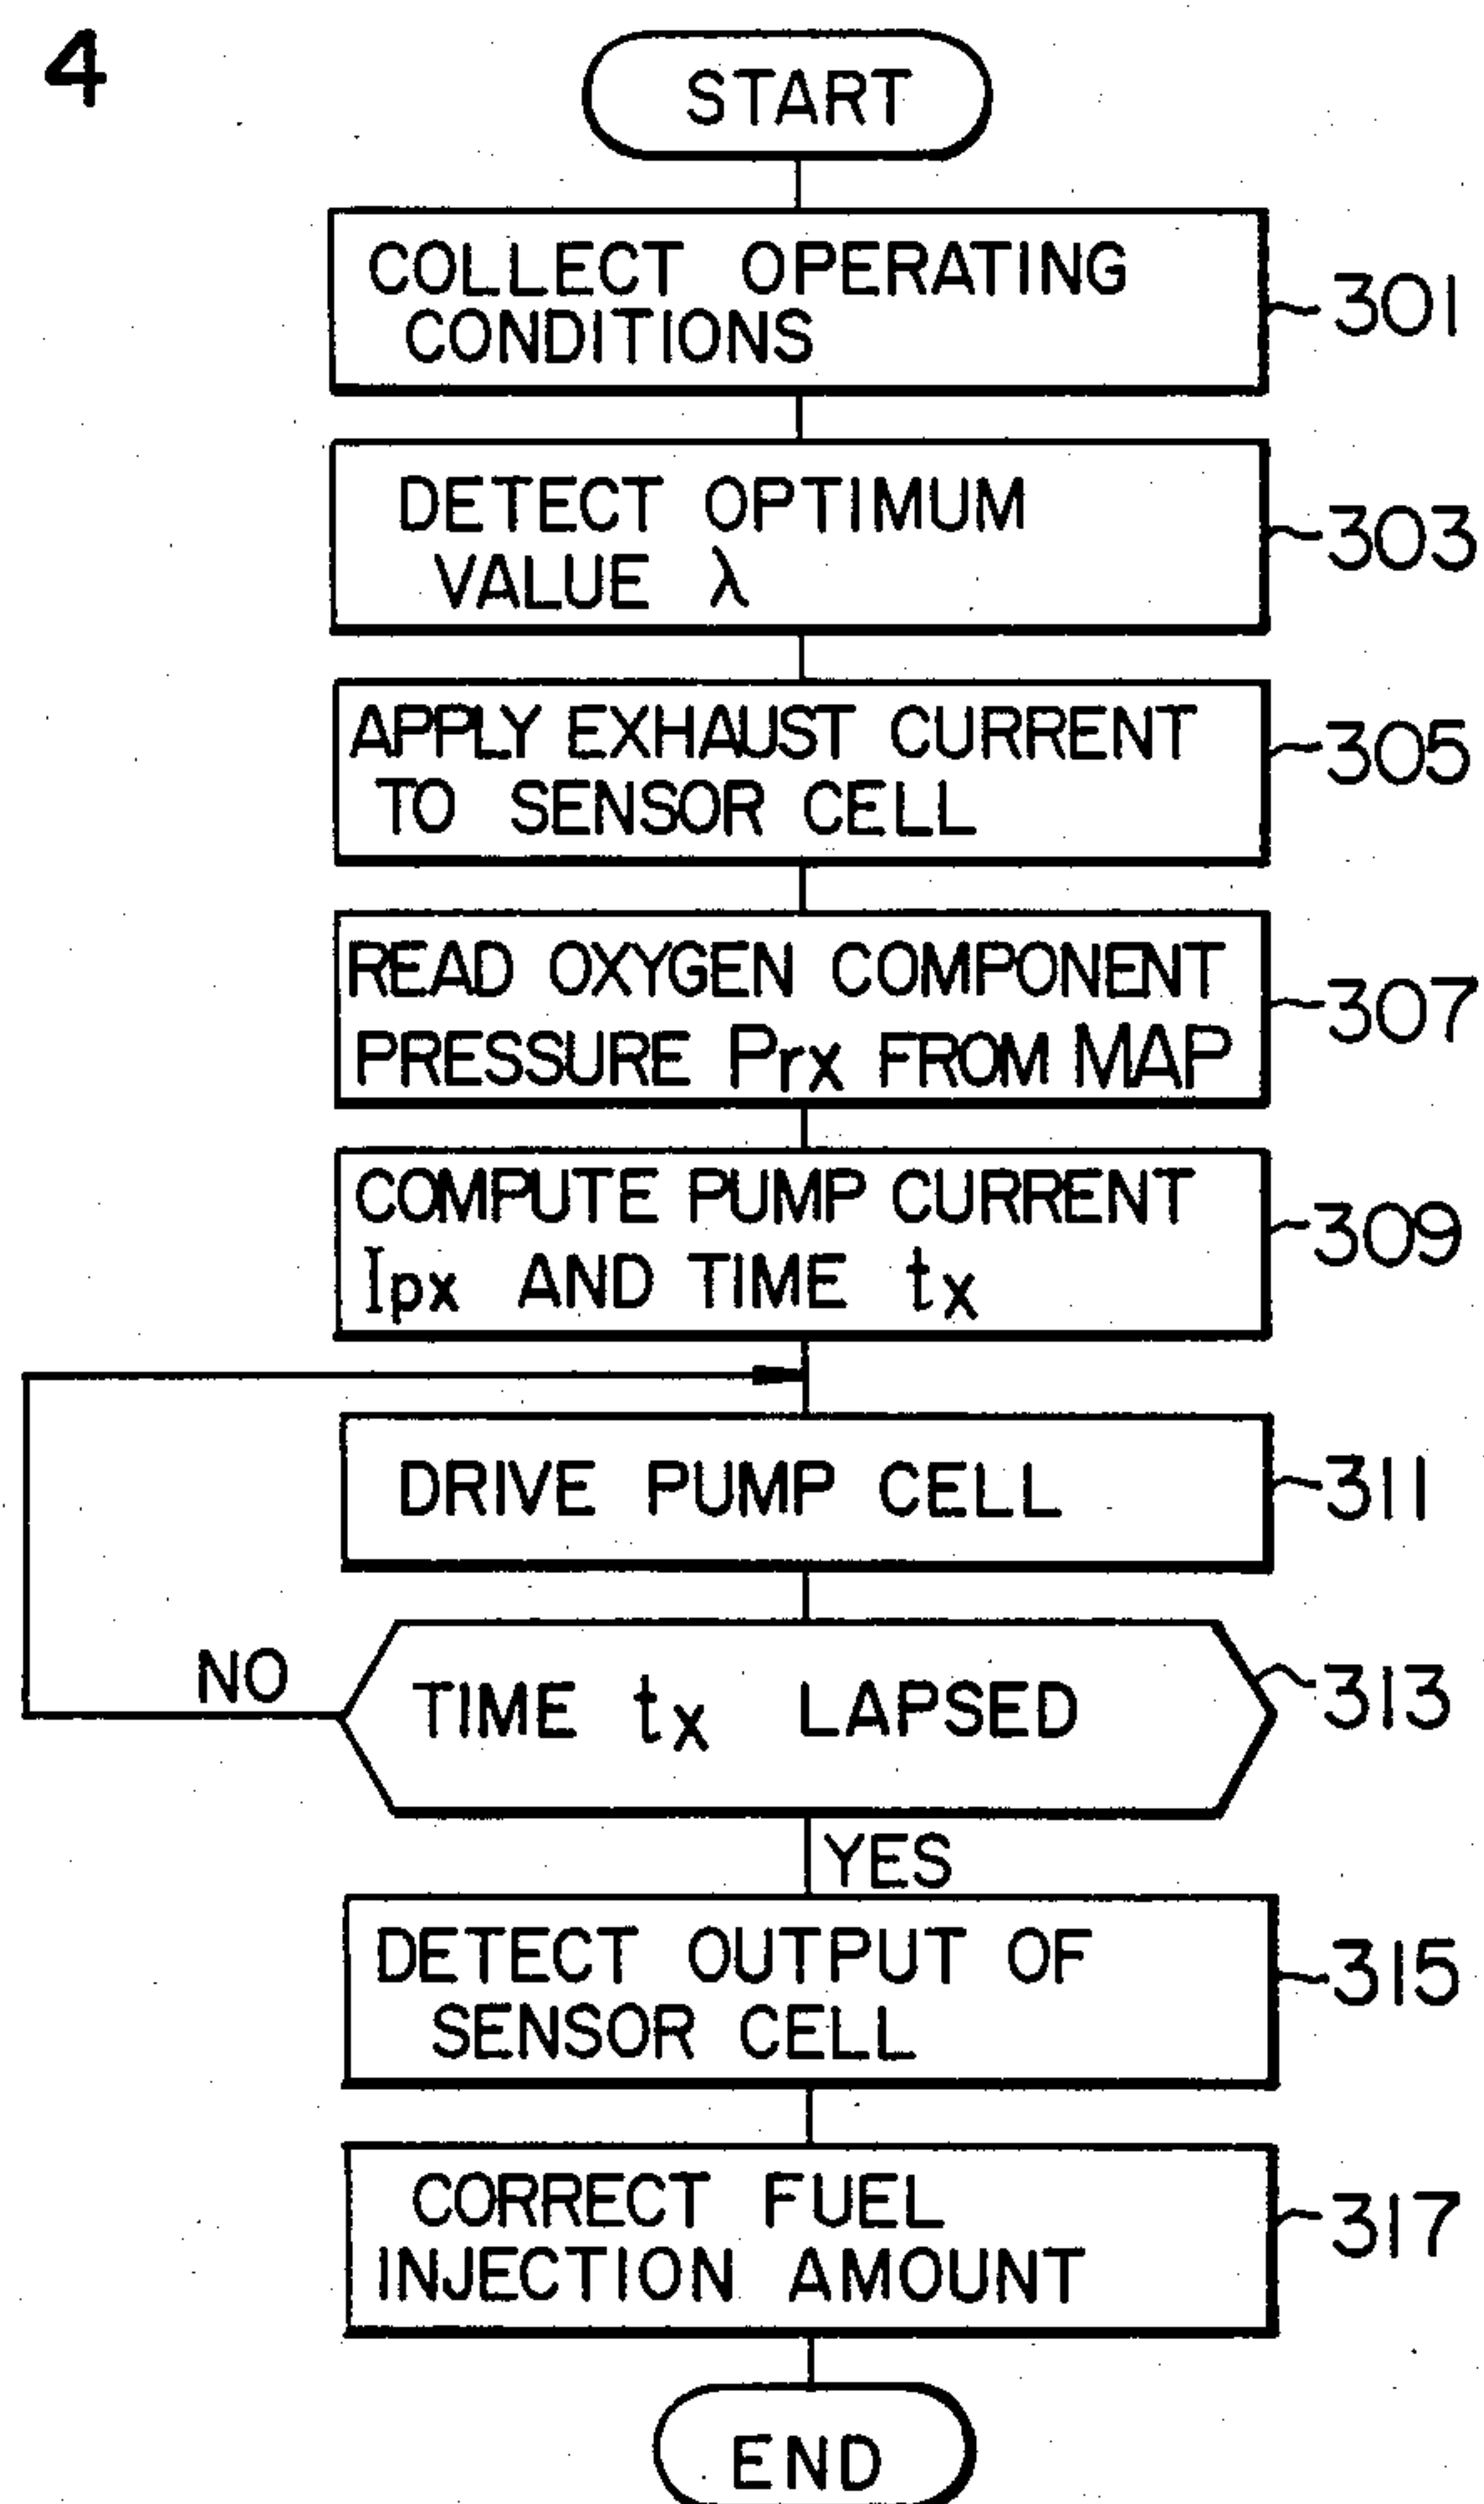 4
START
COLLECT OPERATING
CONDITIONS
301
DETECT OPTIMUM
VALUE λ
303
APPLY EXHAUST CURRENT
TO SENSOR CELL
305
READ OXYGEN COMPONENT
PRESSURE Prx FROM MAP
307
COMPUTE PUMP CURRENT
Ipx AND TIME tx
309
DRIVE PUMP CELL
311
NO
TIME tx LAPSED
313
YES
DETECT OUTPUT OF
SENSOR CELL
315
CORRECT FUEL
INJECTION AMOUNT
317
END